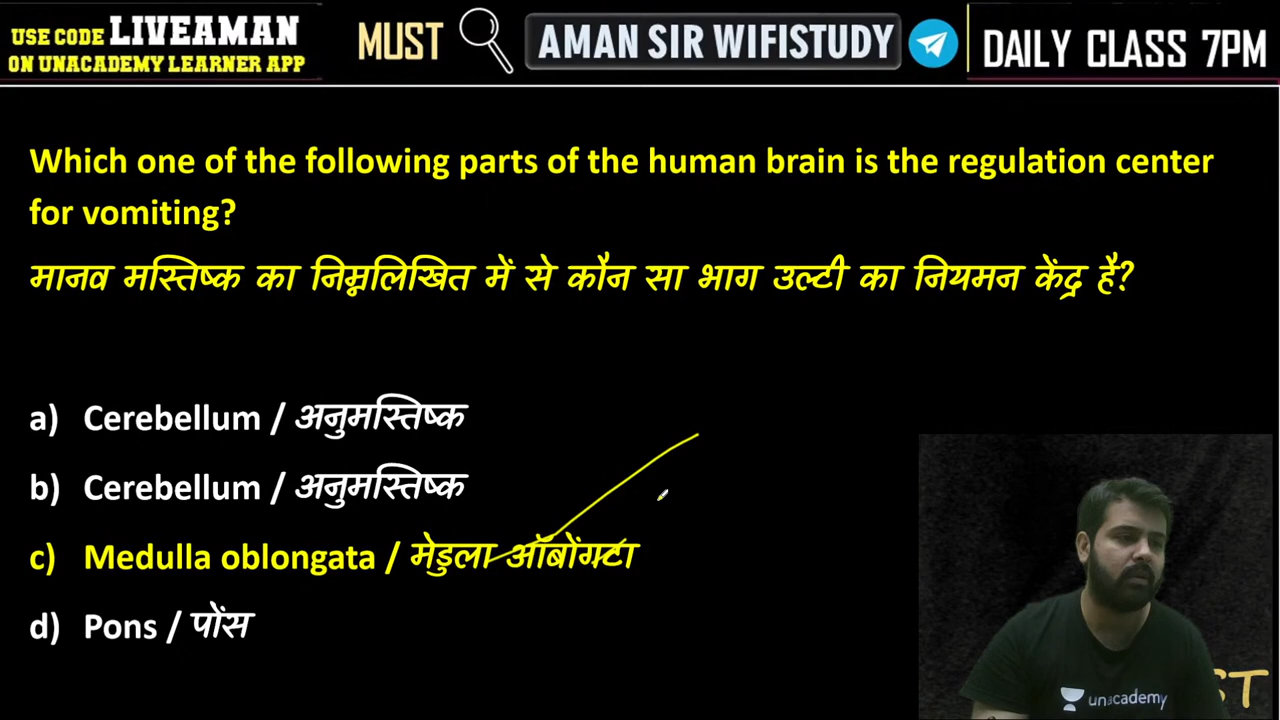 USE CODE LIVEAMAN
ON UNACADEMY LEARNER APP
MUST
AMAN SIR WIFISTUDY
DAILY CLASS 7PM
Which one of the following parts of the human brain is the regulation center
for vomiting?
मानव मस्तिष्क का निम्नलिखित में से कौन सा भाग उल्टी का नियमन केंद्र है?
a) Cerebellum / अनुमस्तिष्क
b) Cerebellum / अनुमस्तिष्क
c) Medulla oblongata / मेडुला ऑबोंगटा
d) Pons / पोंस
unacademy